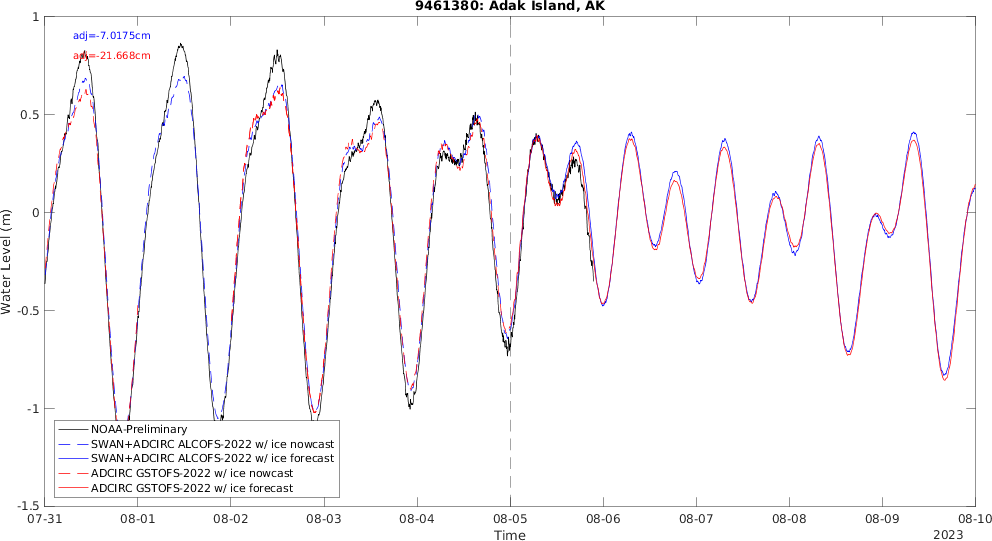 9461380: Adak Island, AK
1
adj=-7.0175cm
adj=-21.668cm
0.5
0
-0.5
-1
-1.5
Water Level (m)
NOAA-Preliminary
SWAN+ADCIRC ALCOFS-2022 w/ ice nowcast
SWAN+ADCIRC ALCOFS-2022 w/ ice forecast
ADCIRC GSTOFS-2022 w/ ice nowcast
ADCIRC GSTOFS-2022 w/ ice forecast
07-31 08-01 08-02 08-03 08-04 08-05 08-06 08-07 08-08 08-09 08-10
Time
2023